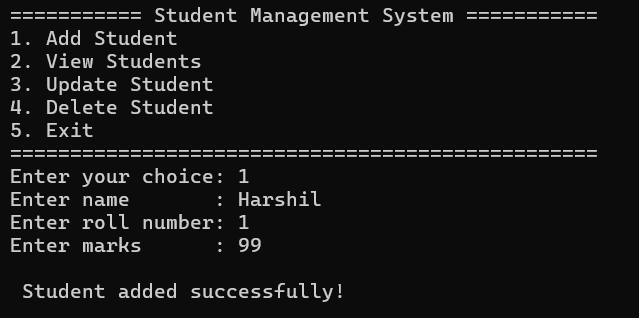 =========== Student Management System ===========
1. Add Student
2. View Students
3. Update Student
4. Delete Student
5. Exit
=================================================
Enter your choice: 1
Enter name       : Harshil
Enter roll number: 1
Enter marks      : 99
Student added successfully!